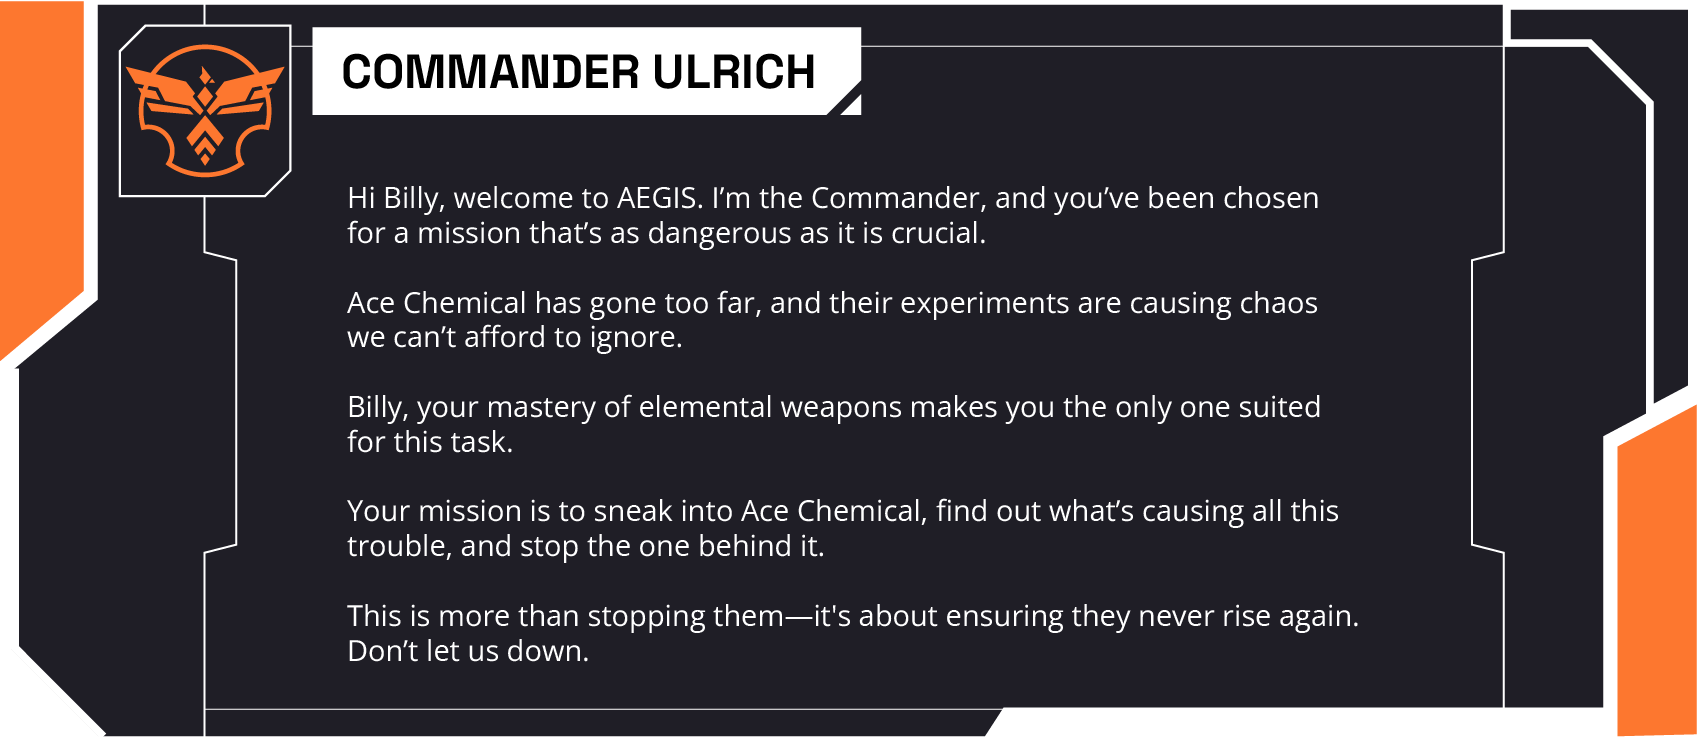 COMMANDER ULRICH
Hi Billy, welcome to AEGIS. I’m the Commander, and you’ve been chosen
for a mission that’s as dangerous as it is crucial.
Ace Chemical has gone too far, and their experiments are causing chaos
we can’t afford to ignore.
Billy, your mastery of elemental weapons makes you the only one suited
for this task.
Your mission is to sneak into Ace Chemical, find out what’s causing all this
trouble, and stop the one behind it.
This is more than stopping them—it's about ensuring they never rise again.
Don’t let us down.